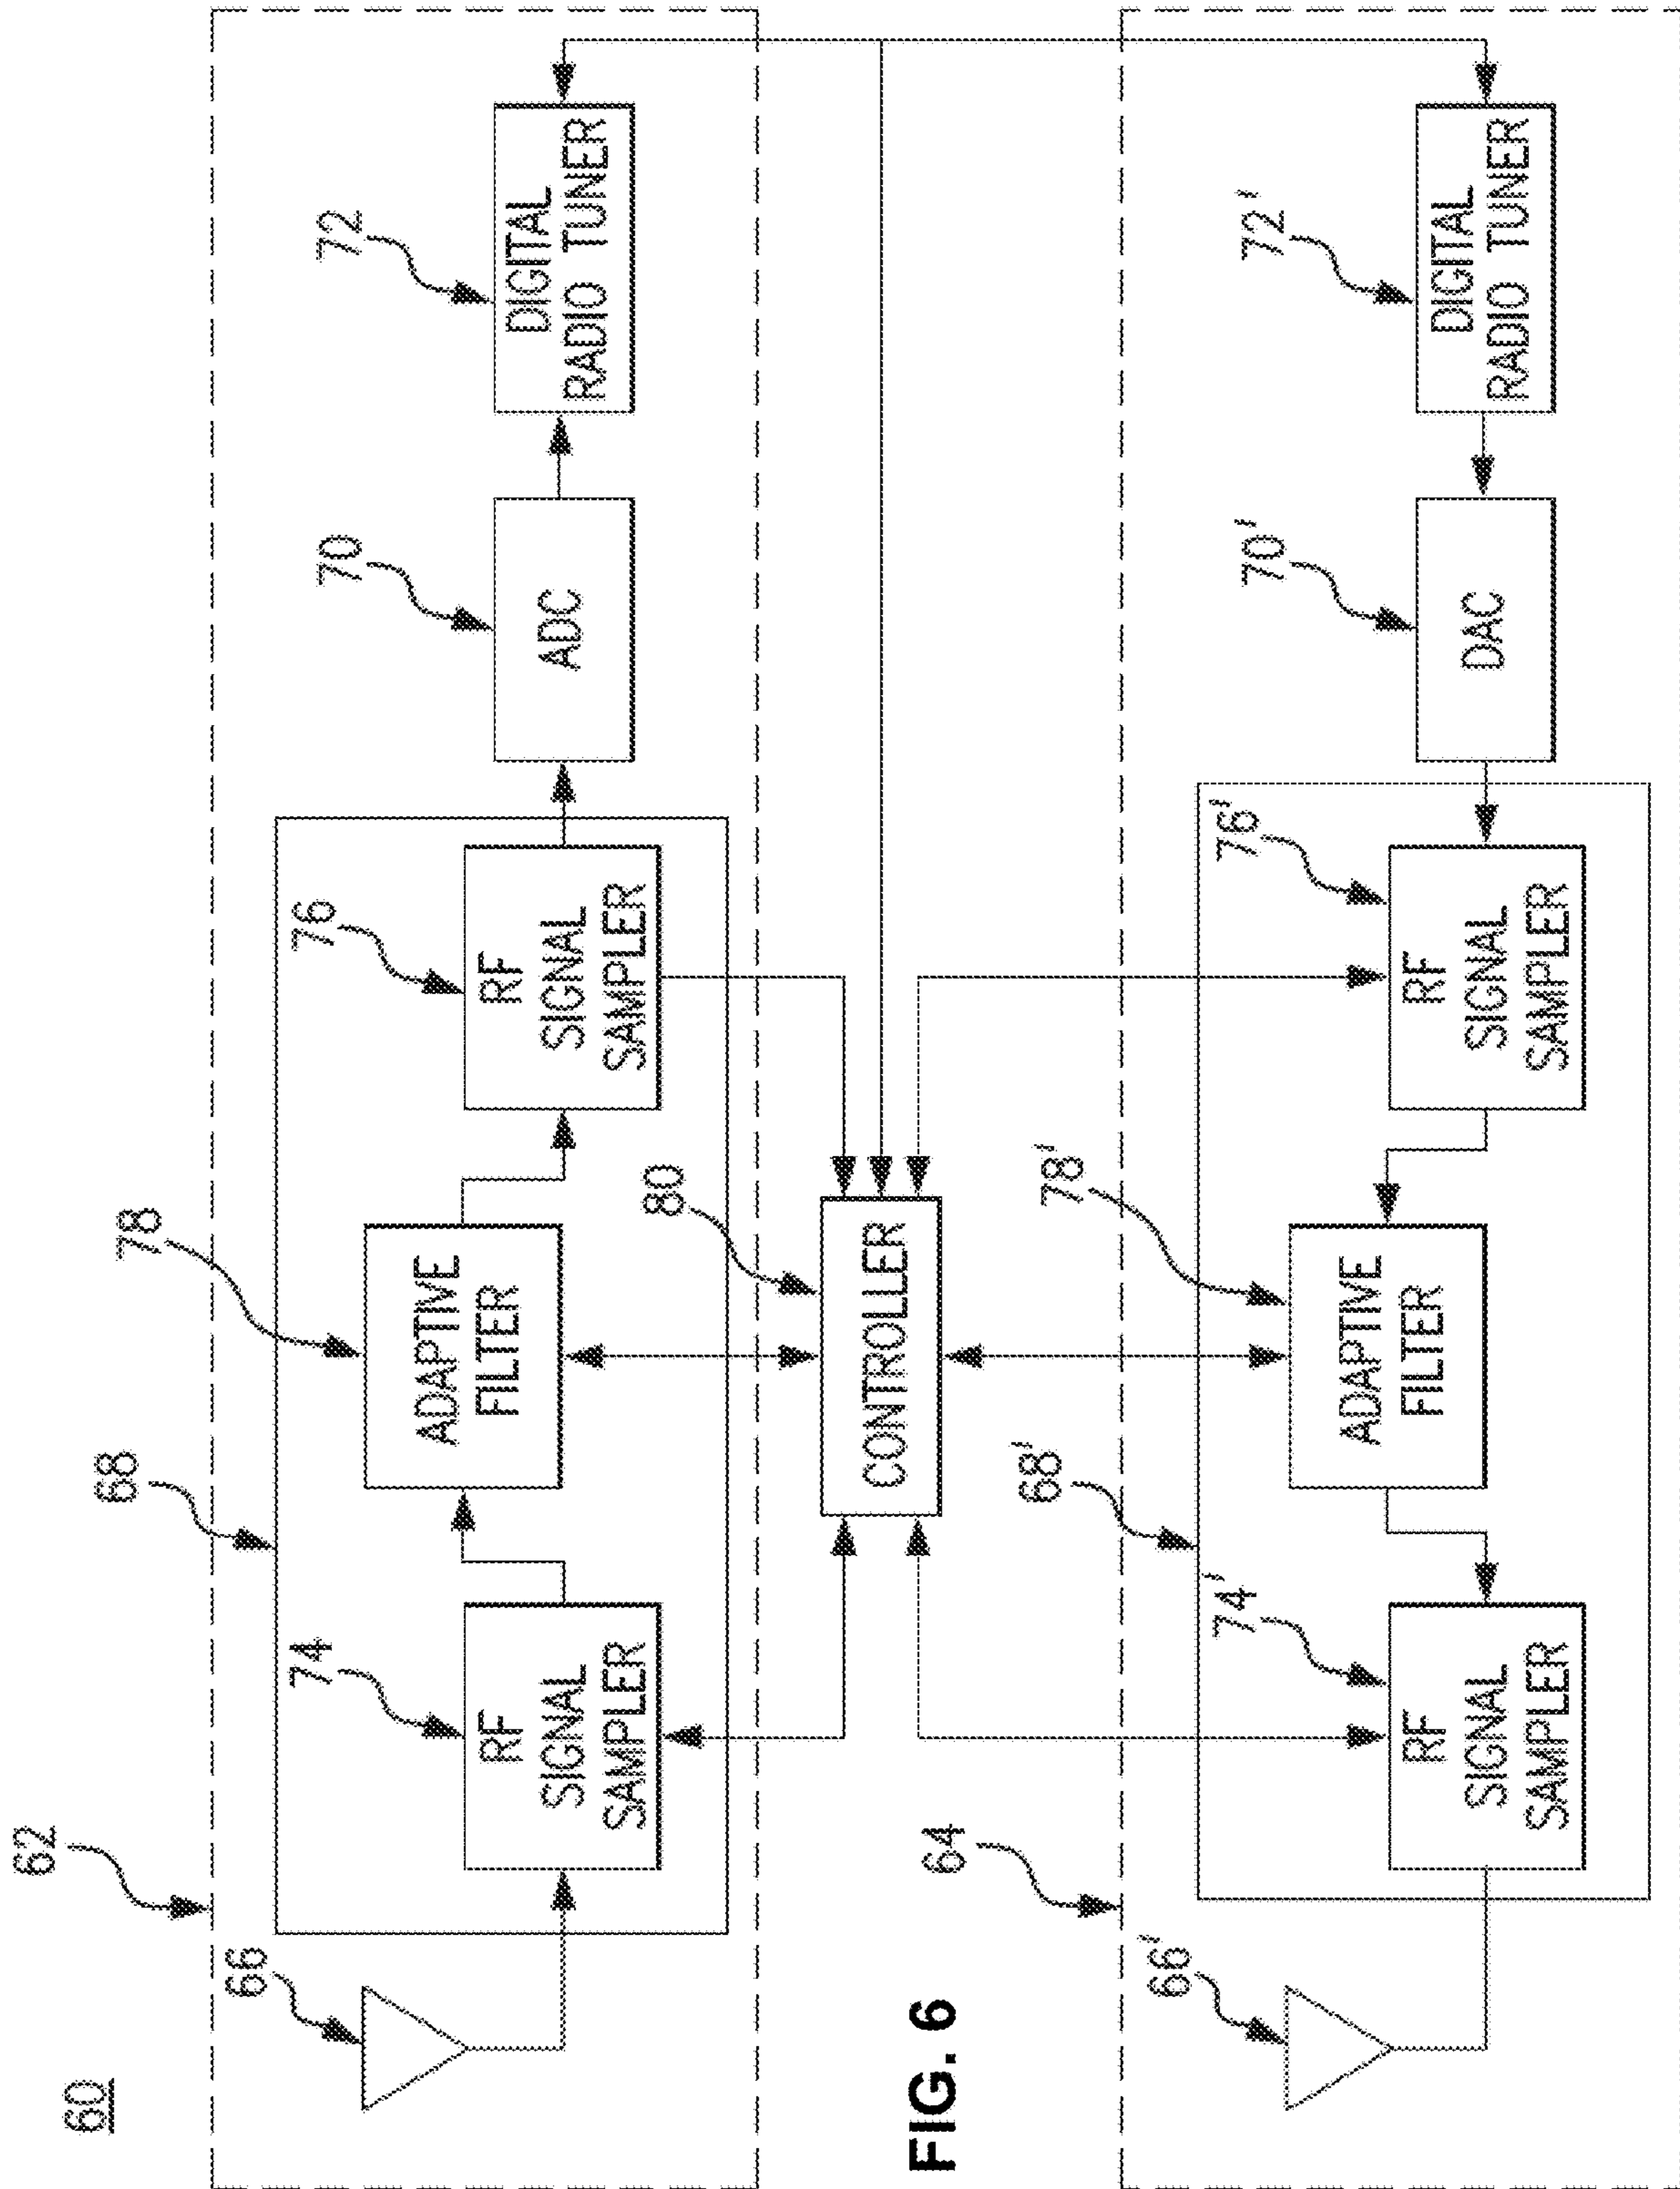 60
62
66
68
74
RF
SIGNAL
SAMPLER
78
ADAPTIVE
FILTER
76
RF
SIGNAL
SAMPLER
70
ADC
72
DIGITAL
RADIO TUNER
80
CONTROLLER
FIG. 6
64
66'
68'
74'
RF
SIGNAL
SAMPLER
78'
ADAPTIVE
FILTER
76'
RF
SIGNAL
SAMPLER
70'
DAC
72'
DIGITAL
RADIO TUNER